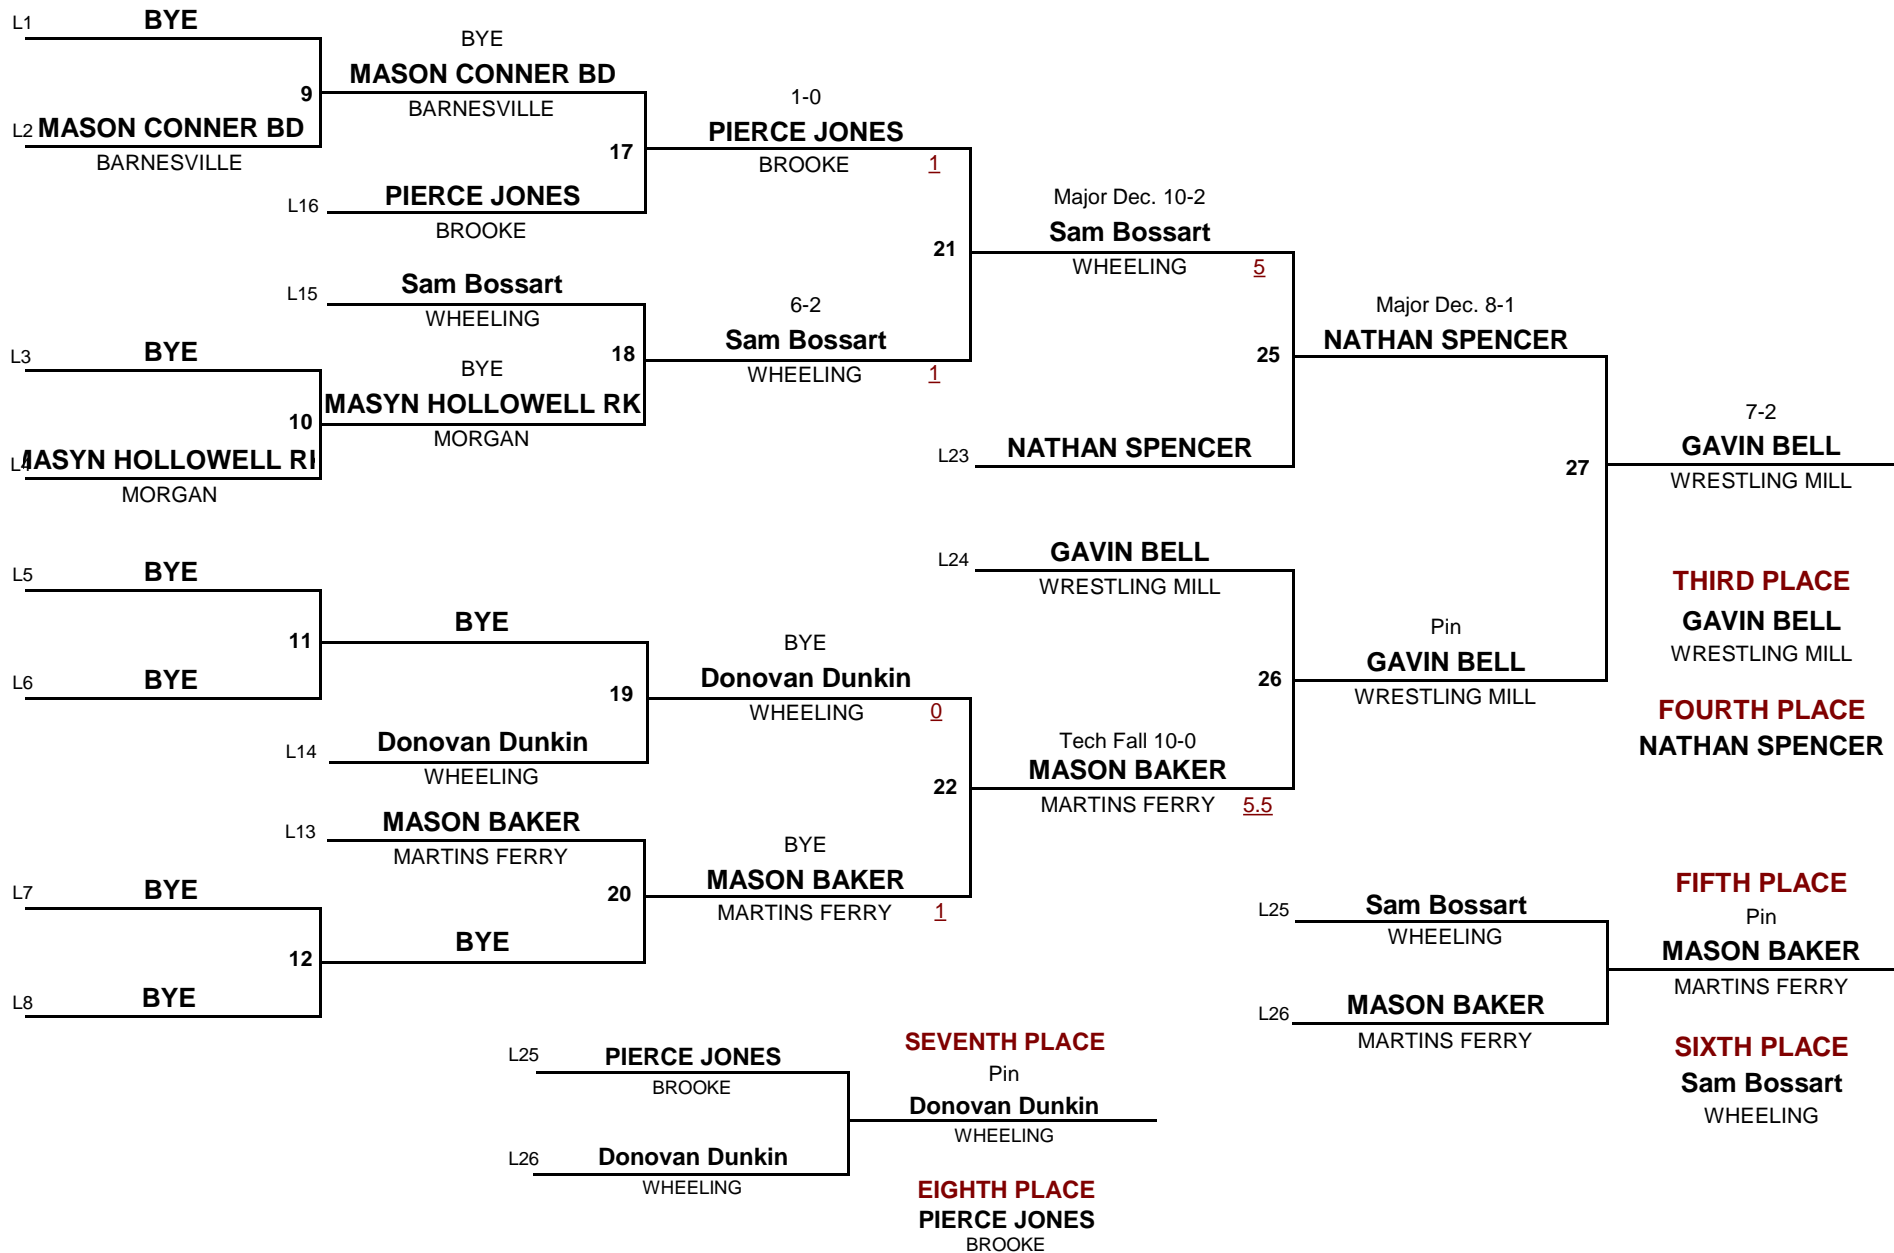 L1 BYE
BYE
9
MASON CONNER BD
BARNESVILLE
L2 MASON CONNER BD
BARNESVILLE
17
1-0
PIERCE JONES
BROOKE 1
L16 PIERCE JONES
BROOKE
21
Major Dec. 10-2
Sam Bossart
WHEELING 5
L15 Sam Bossart
WHEELING
L3 BYE
BYE
10
MASYN HOLLOWELL RK
MORGAN
L4
MORGAN
18
6-2
Sam Bossart
WHEELING 1
L23 NATHAN SPENCER
25
Major Dec. 8-1
NATHAN SPENCER
27
7-2
GAVIN BELL
WRESTLING MILL
L5 BYE
11
BYE
L6 BYE
19
BYE
Donovan Dunkin
WHEELING 0
L14 Donovan Dunkin
WHEELING
22
Tech Fall 10-0
MASON BAKER
MARTINS FERRY 5.5
L24 GAVIN BELL
WRESTLING MILL
26
Pin
GAVIN BELL
WRESTLING MILL
THIRD PLACE
GAVIN BELL
WRESTLING MILL
FOURTH PLACE
NATHAN SPENCER
L13 MASON BAKER
MARTINS FERRY
20
BYE
MASON BAKER
MARTINS FERRY 1
L7 BYE
12
BYE
L8 BYE
L25 Sam Bossart
WHEELING
L26 MASON BAKER
MARTINS FERRY
FIFTH PLACE
Pin
MASON BAKER
MARTINS FERRY
SIXTH PLACE
Sam Bossart
WHEELING
L25 PIERCE JONES
BROOKE
L26 Donovan Dunkin
WHEELING
SEVENTH PLACE
Pin
Donovan Dunkin
WHEELING
EIGHTH PLACE
PIERCE JONES
BROOKE